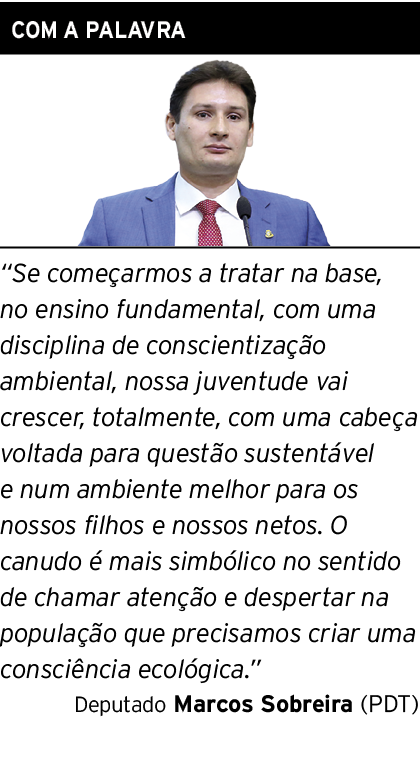 COM A PALAVRA
“Se começarmos a tratar na base,
no ensino fundamental, com uma
disciplina de conscientização
ambiental, nossa juventude vai
crescer, totalmente, com uma cabeça
voltada para questão sustentável
e num ambiente melhor para os
nossos filhos e nossos netos. O
canudo é mais simbólico no sentido
de chamar atenção e despertar na
população que precisamos criar uma
consciência ecológica.”
Deputado Marcos Sobreira (PDT)